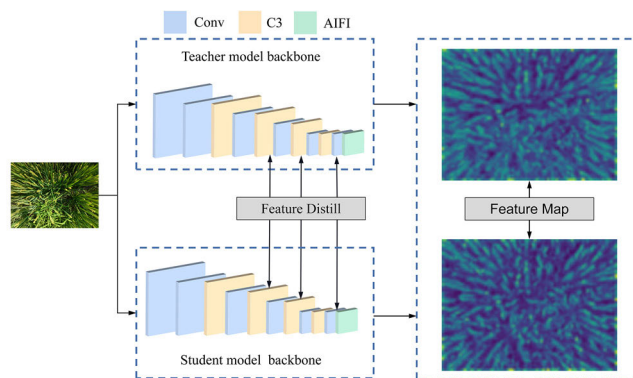 Conv
C3
AIFI
Teacher model backbone
Feature Distill
Feature Map
Student model backbone